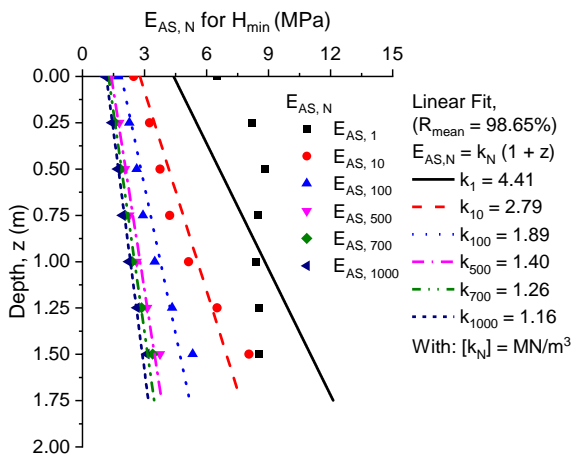 E_AS, N for H_min (MPa)
0 3 6 9 12 15
Depth, z (m)
0.00
0.25
0.50
0.75
1.00
1.25
1.50
1.75
2.00
E_AS, N
E_AS, 1
E_AS, 10
E_AS, 100
E_AS, 500
E_AS, 700
E_AS, 1000
Linear Fit,
(R_mean = 98.65%)
E_AS,N = k_N (1 + z)
k_1 = 4.41
k_10 = 2.79
k_100 = 1.89
k_500 = 1.40
k_700 = 1.26
k_1000 = 1.16
With: [k_N] = MN/m³